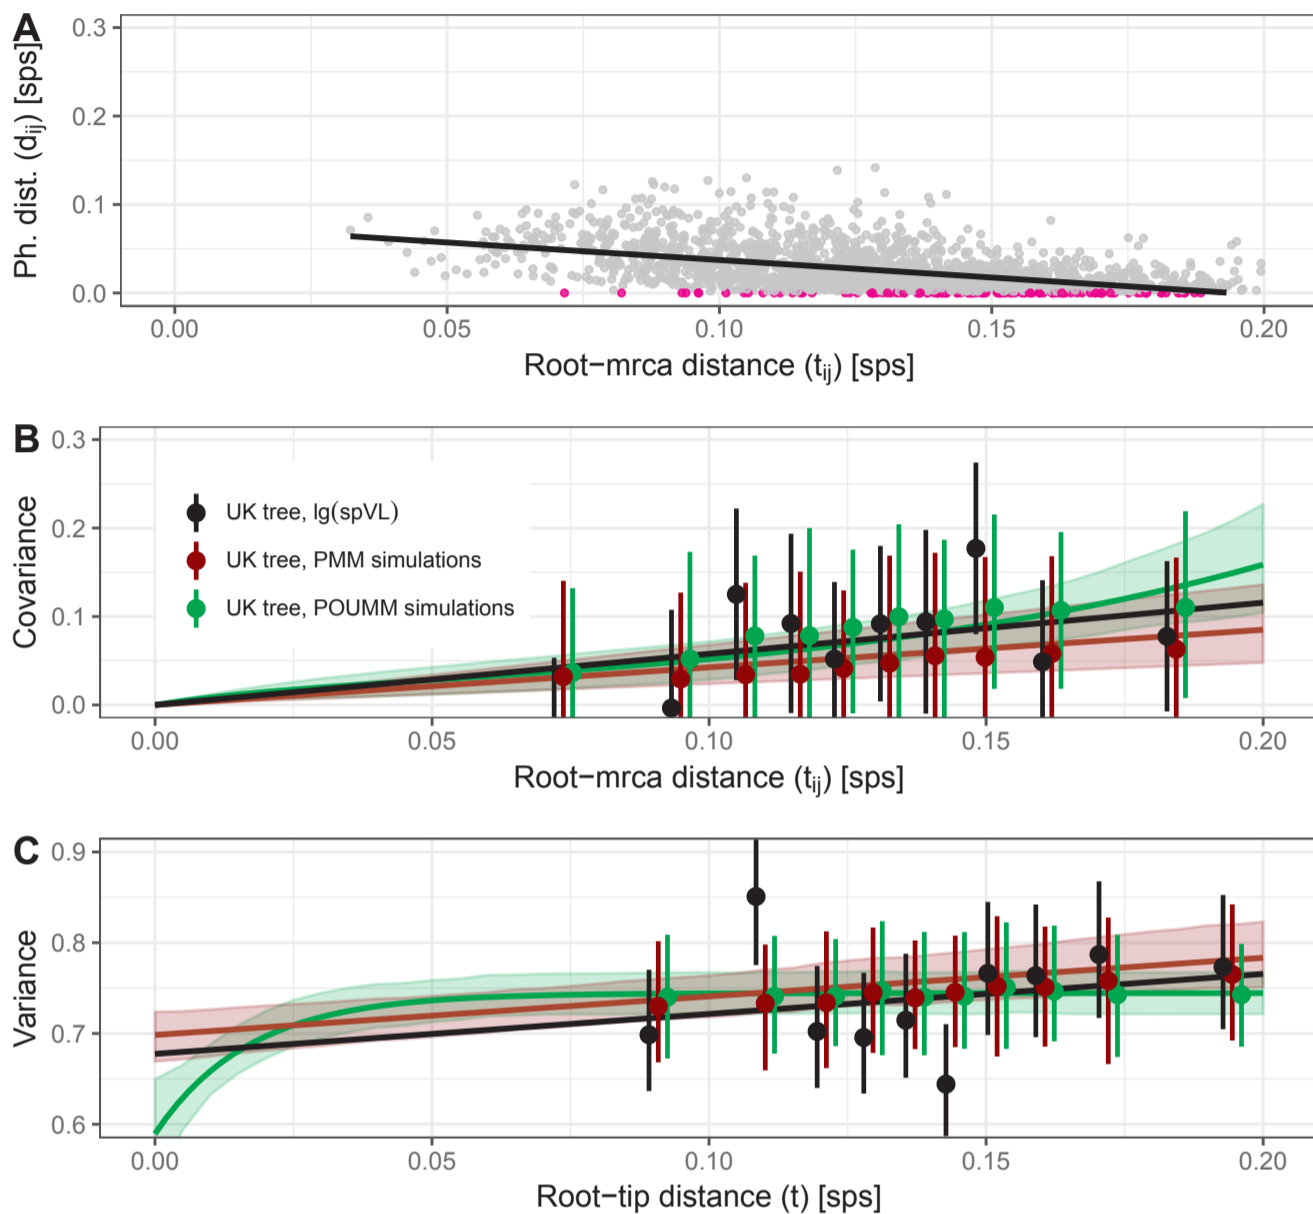 A
Ph. dist. (dij) [sps]
0.3
0.2
0.1
0.0
0.00 0.05 0.10 0.15 0.20
Root−mrca distance (tij) [sps]
B
Covariance
0.3
0.2
0.1
0.0
UK tree, lg(spVL)
UK tree, PMM simulations
UK tree, POUMM simulations
0.00 0.05 0.10 0.15 0.20
Root−mrca distance (tij) [sps]
C
Variance
0.9
0.8
0.7
0.6
0.00 0.05 0.10 0.15 0.20
Root−tip distance (t) [sps]